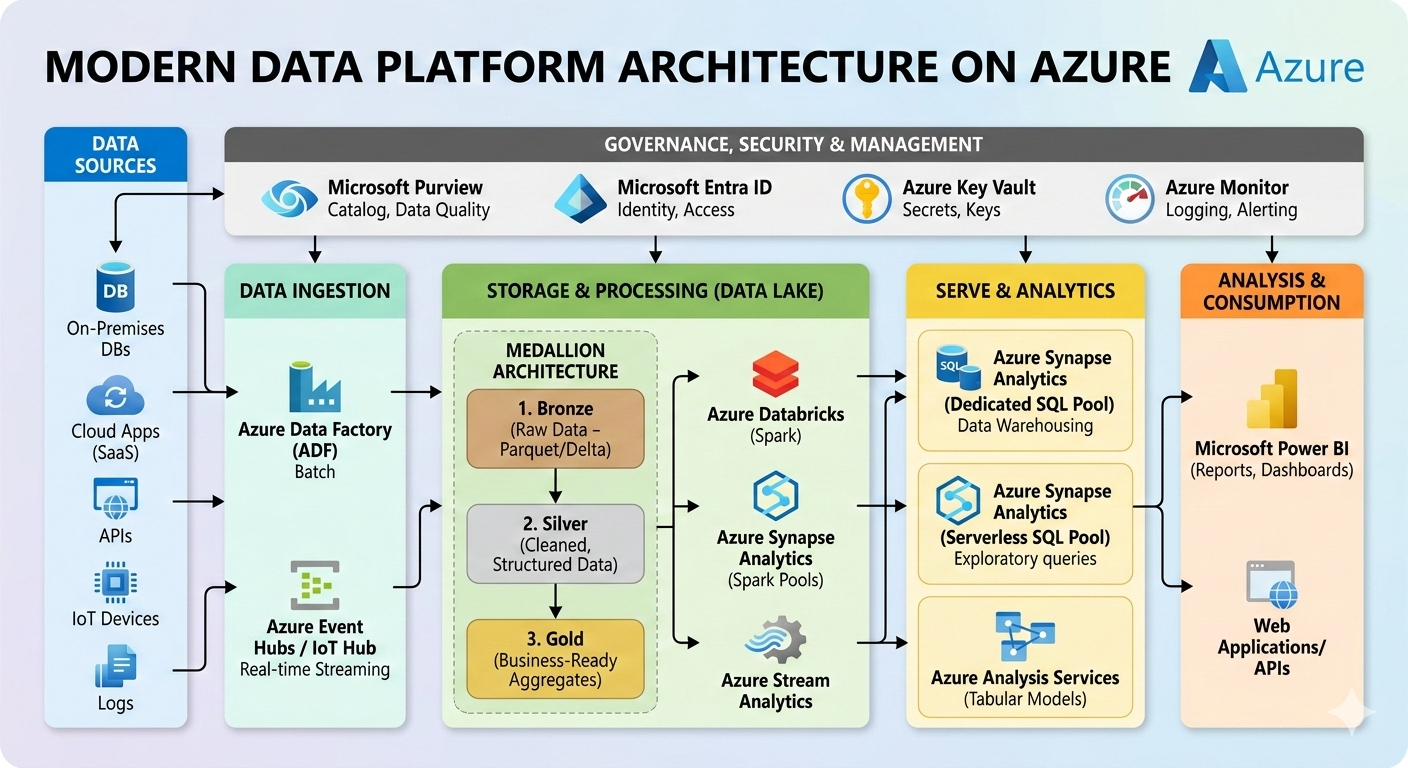 MODERN DATA PLATFORM ARCHITECTURE ON AZURE
Azure
DATA
SOURCES
On-Premises
DBs
DB
Cloud Apps
(SaaS)
APIs
IoT Devices
Logs
GOVERNANCE, SECURITY & MANAGEMENT
Microsoft Purview
Catalog, Data Quality
Microsoft Entra ID
Identity, Access
Azure Key Vault
Secrets, Keys
Azure Monitor
Logging, Alerting
DATA INGESTION
Azure Data Factory
(ADF)
Batch
Azure Event
Hubs / IoT Hub
Real-time Streaming
STORAGE & PROCESSING (DATA LAKE)
MEDALLION
ARCHITECTURE
1. Bronze
(Raw Data –
Parquet/Delta)
2. Silver
(Cleaned,
Structured Data)
3. Gold
(Business-Ready
Aggregates)
Azure Databricks
(Spark)
Azure Synapse
Analytics
(Spark Pools)
Azure Stream
Analytics
SERVE & ANALYTICS
SQL
Azure Synapse
Analytics
(Dedicated SQL Pool)
Data Warehousing
Azure Synapse
Analytics
(Serverless SQL Pool)
Exploratory queries
Azure Analysis Services
(Tabular Models)
ANALYSIS &
CONSUMPTION
Microsoft Power BI
(Reports, Dashboards)
Web
Applications/
APIs